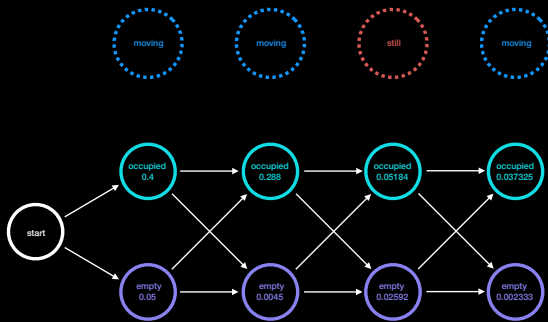 moving
moving
still
moving
occupied
0.4
occupied
0.288
occupied
0.05184
occupied
0.037325
start
empty
0.05
empty
0.0045
empty
0.02592
empty
0.002333